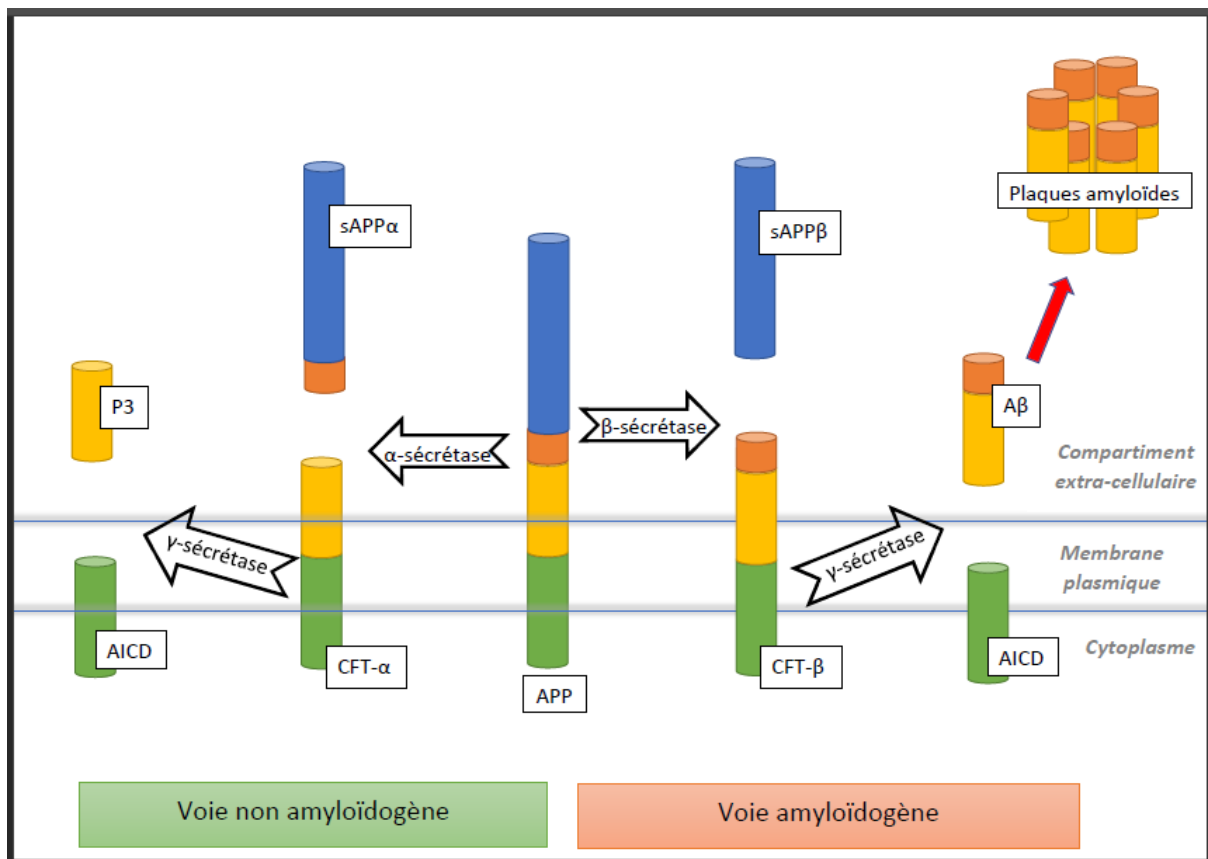 Plaques amyloïdes
sAPPα
sAPPβ
P3
α-sécrétase
β-sécrétase
Aβ
Compartiment
extra-cellulaire
γ-sécrétase
γ-sécrétase
Membrane
plasmique
AICD
CFT-α
APP
CFT-β
AICD
Cytoplasme
Voie non amyloïdogène
Voie amyloïdogène